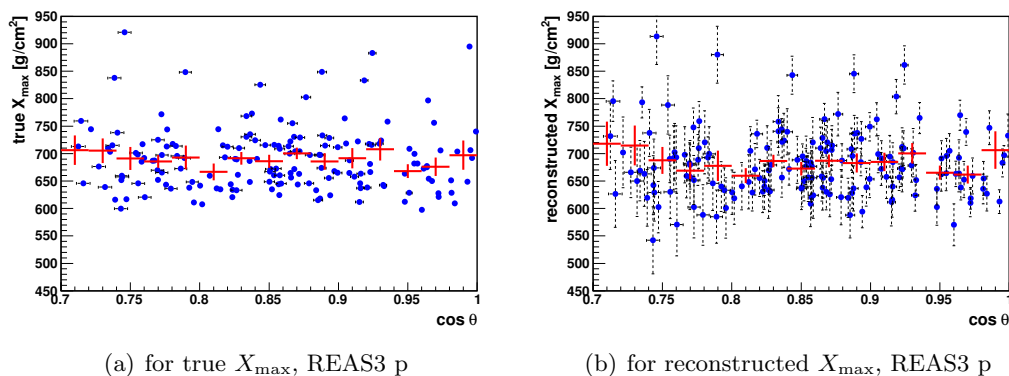 true X_max [g/cm²]
950
900
850
800
750
700
650
600
550
500
450
0.7 0.75 0.8 0.85 0.9 0.95 1
cos θ
(a) for true X_max, REAS3 p
reconstructed X_max [g/cm²]
950
900
850
800
750
700
650
600
550
500
450
0.7 0.75 0.8 0.85 0.9 0.95 1
cos θ
(b) for reconstructed X_max, REAS3 p